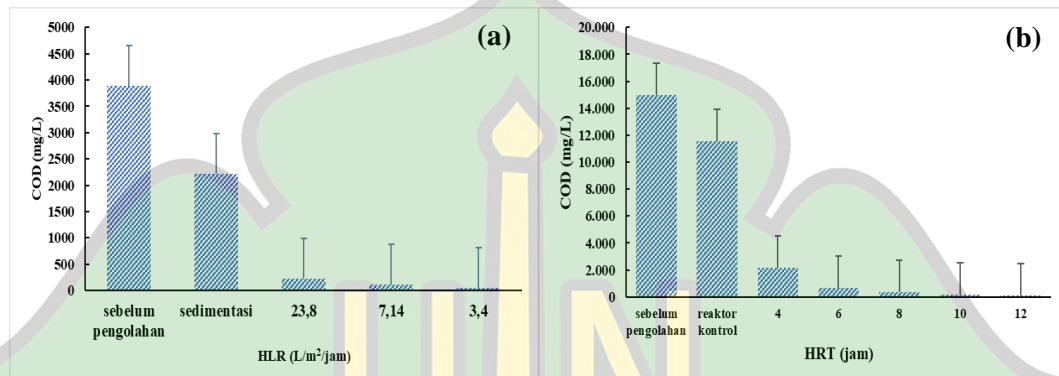 (a)
COD (mg/L)
5000
4500
4000
3500
3000
2500
2000
1500
1000
500
0
sebelum
pengolahan
sedimentasi
23,8
7,14
3,4
HLR (L/m²/jam)
(b)
COD (mg/L)
20.000
18.000
16.000
14.000
12.000
10.000
8.000
6.000
4.000
2.000
0.000
sebelum
pengolahan
reaktor
kontrol
4
6
8
10
12
HRT (jam)
UIN